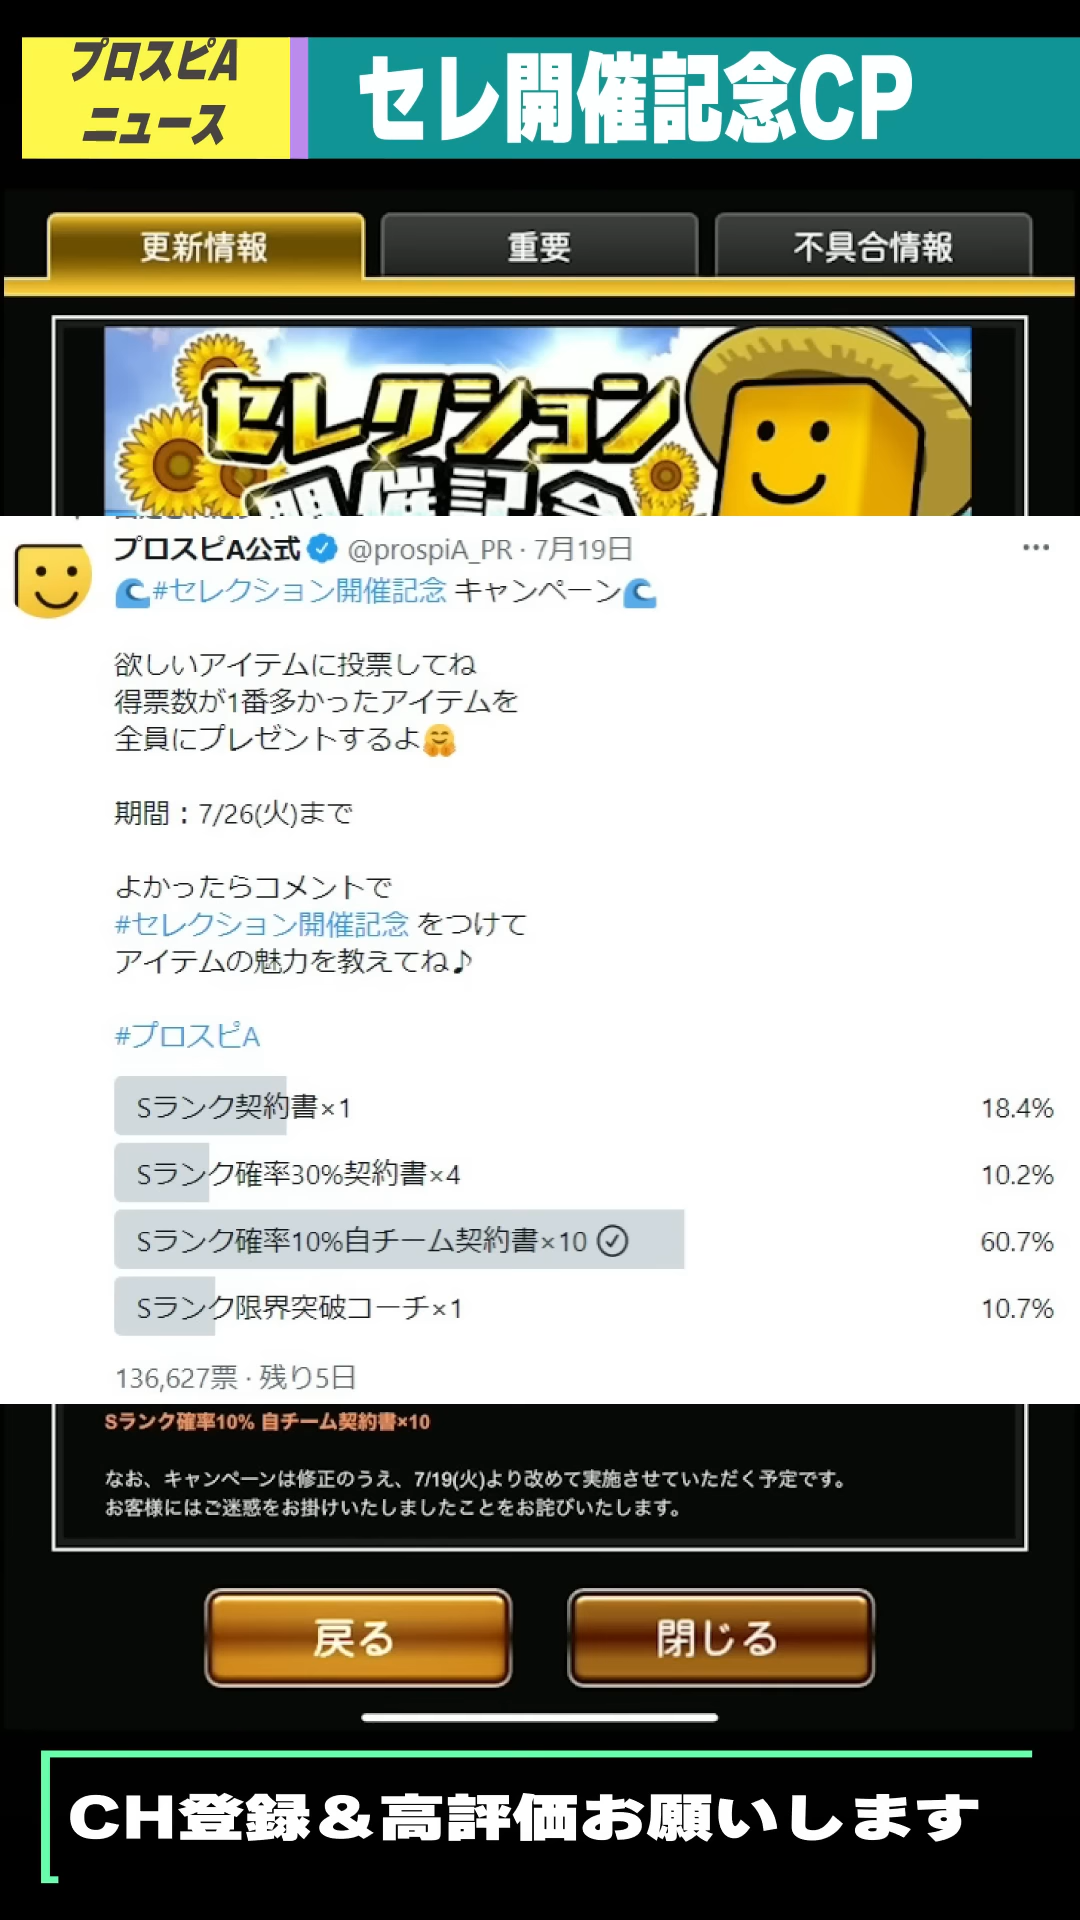 プロスピA
ニュース
セレ開催記念CP
更新情報
重要
不具合情報
セレクション
開催記念
プロスピA公式 @prospiA_PR · 7月19日
🌊#セレクション開催記念 キャンペーン🌊
欲しいアイテムに投票してね
得票数が1番多かったアイテムを
全員にプレゼントするよ🤗
期間：7/26(火)まで
よかったらコメントで
#セレクション開催記念 をつけて
アイテムの魅力を教えてね♪
#プロスピA
Sランク契約書×1 18.4%
Sランク確率30%契約書×4 10.2%
Sランク確率10%自チーム契約書×10 60.7%
Sランク限界突破コーチ×1 10.7%
136,627票 · 残り5日
Sランク確率10% 自チーム契約書×10
なお、キャンペーンは修正のうえ、7/19(火)より改めて実施させていただく予定です。
お客様にはご迷惑をお掛けいたしましたことをお詫びいたします。
戻る
閉じる
CH登録＆高評価お願いします